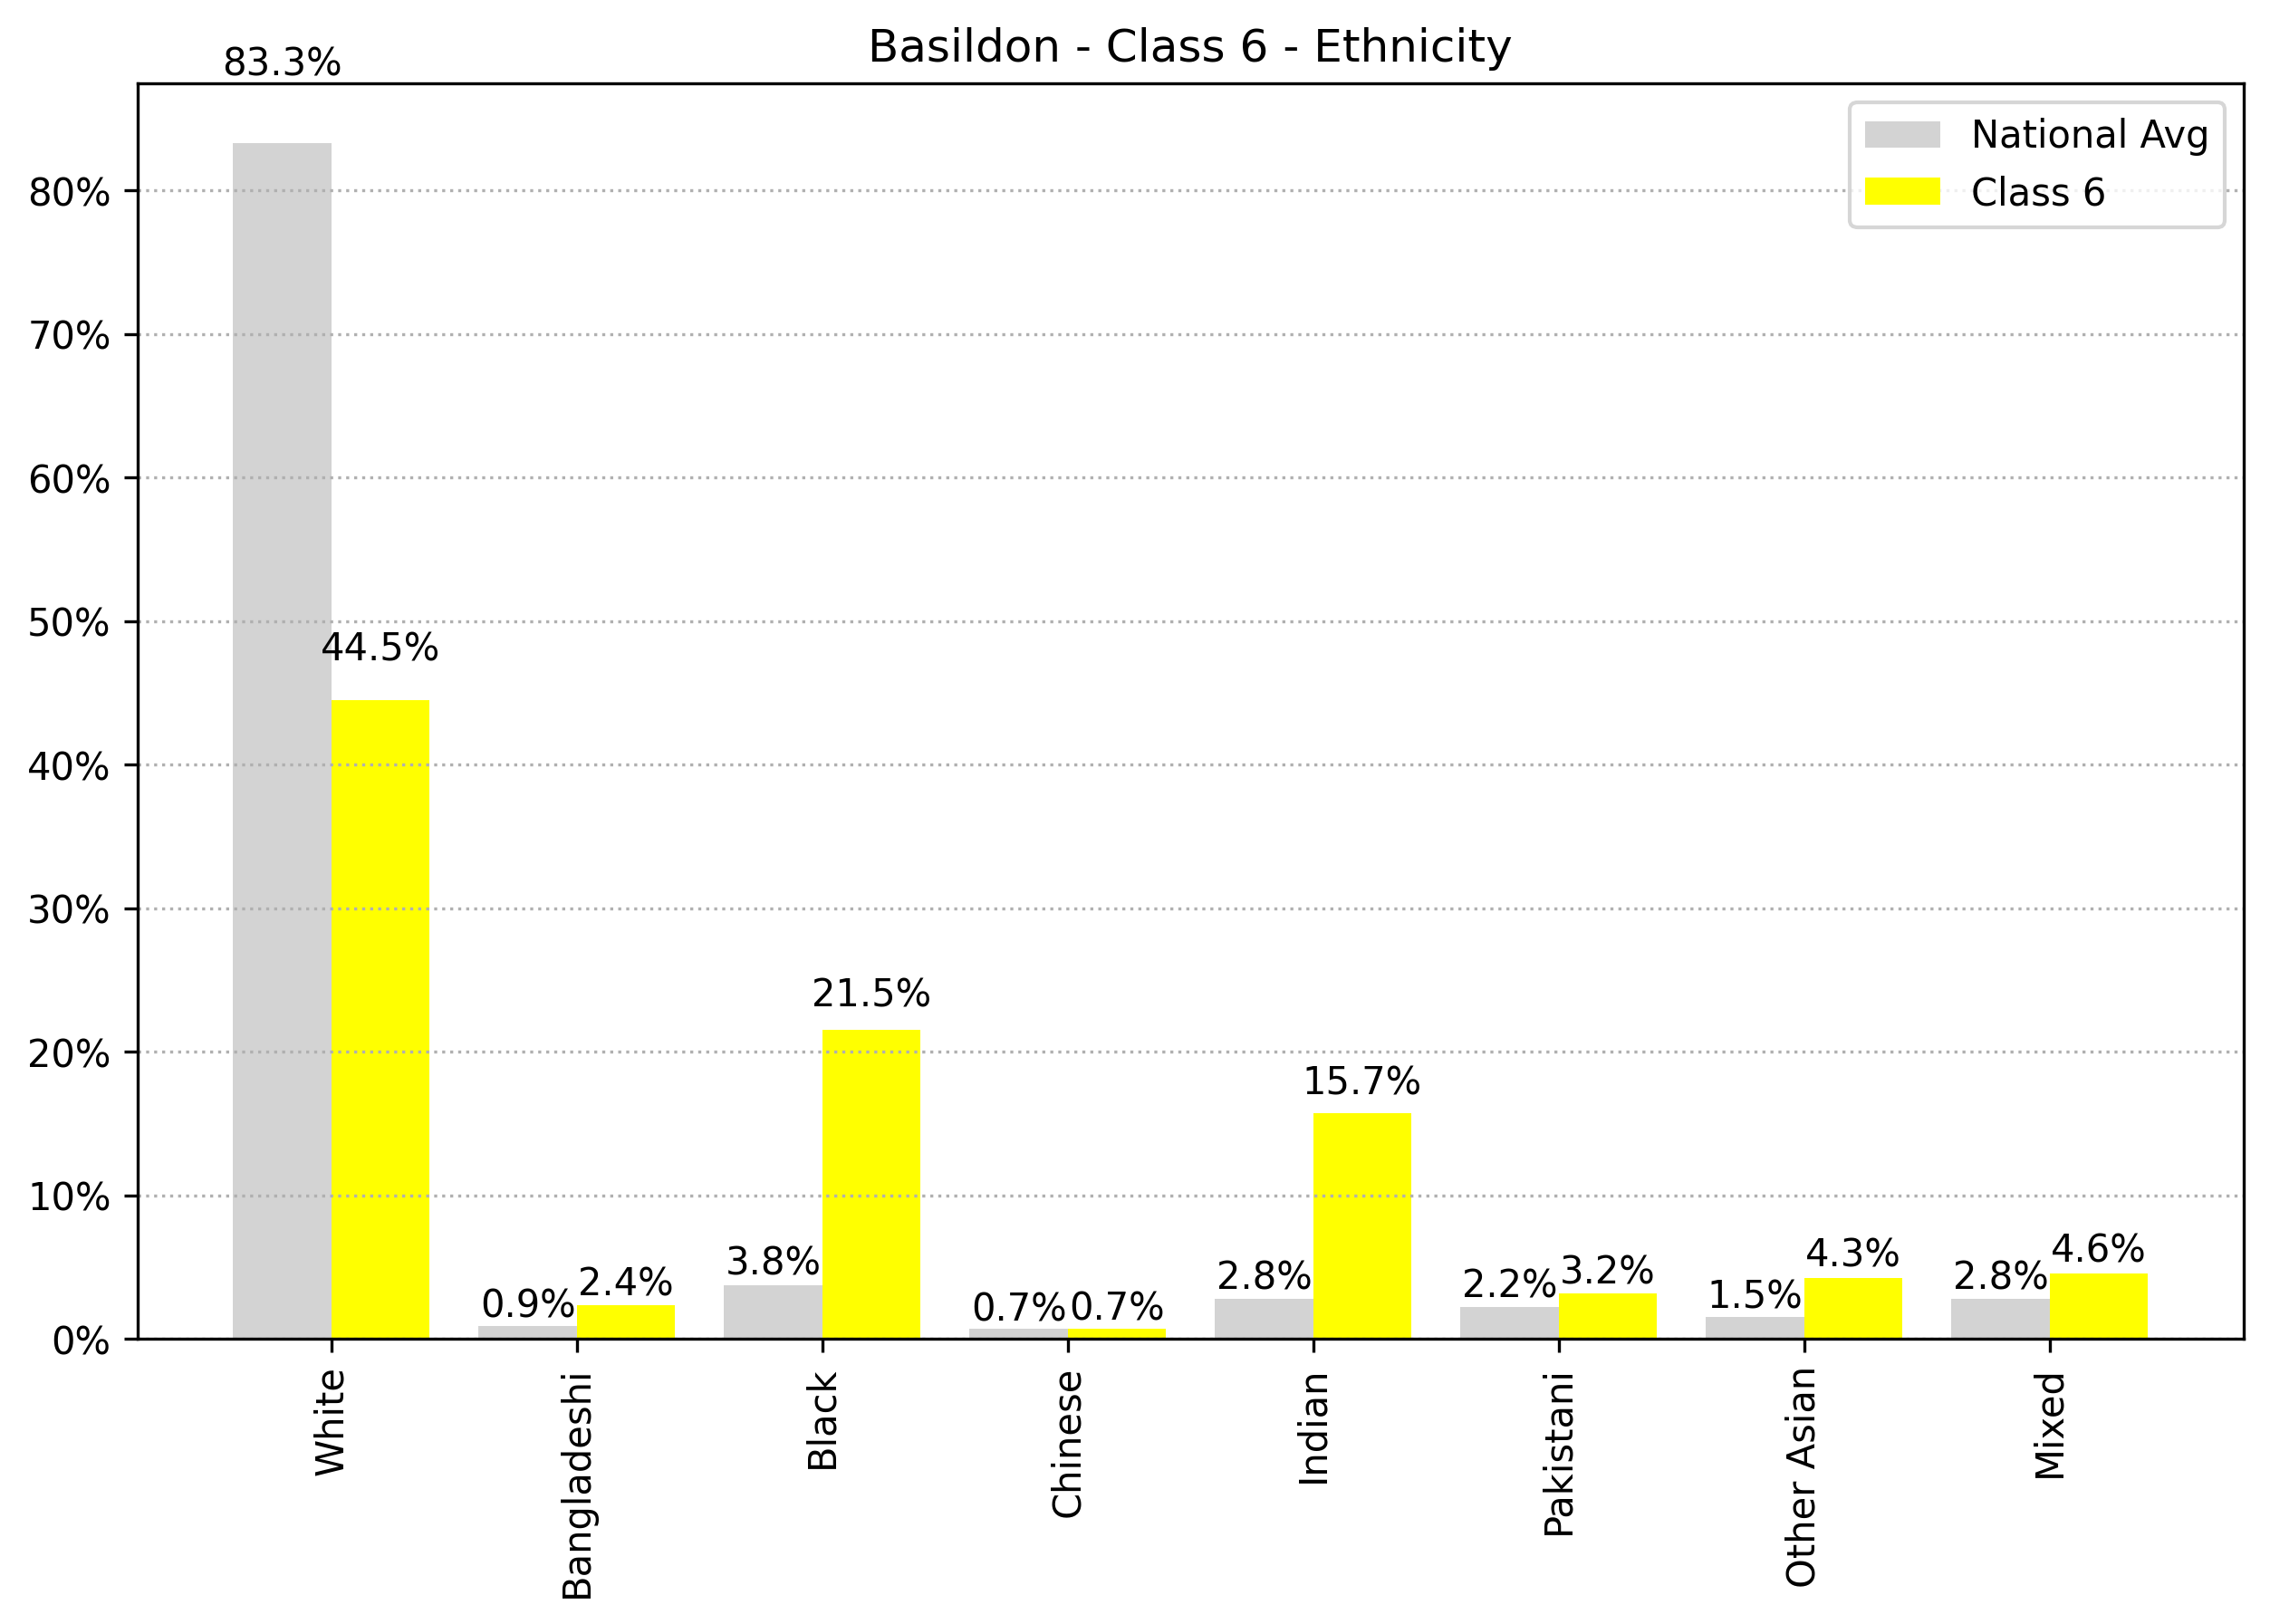 Basildon - Class 6 - Ethnicity
83.3%
National Avg
Class 6
80%
70%
60%
50%
40%
30%
20%
10%
0%
44.5%
0.9%
2.4%
3.8%
21.5%
0.7%
0.7%
2.8%
15.7%
2.2%
3.2%
1.5%
4.3%
2.8%
4.6%
White
Bangladeshi
Black
Chinese
Indian
Pakistani
Other Asian
Mixed